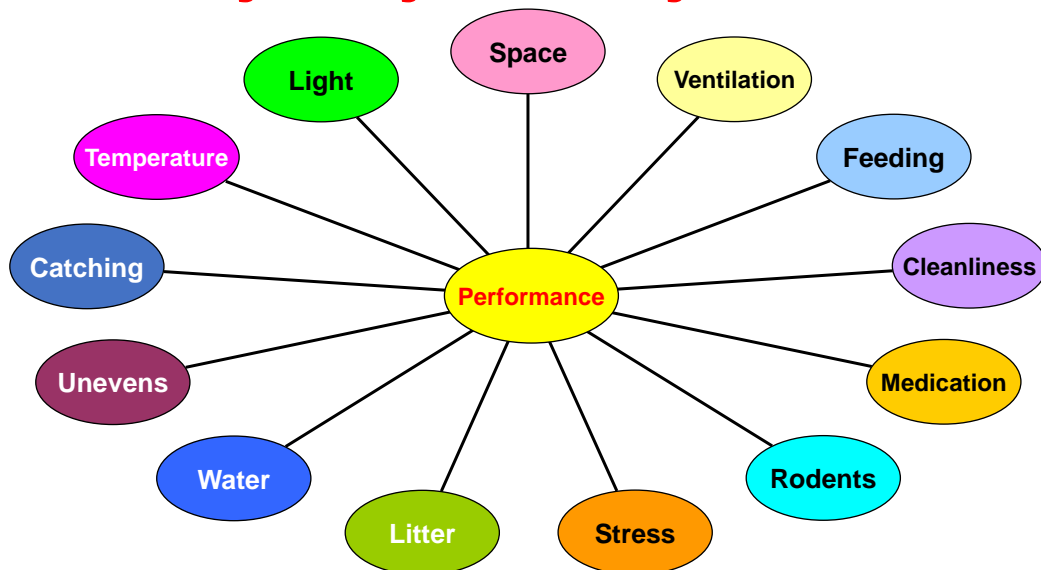 Space
Light
Ventilation
Temperature
Feeding
Catching
Cleanliness
Performance
Unevens
Medication
Water
Rodents
Litter
Stress